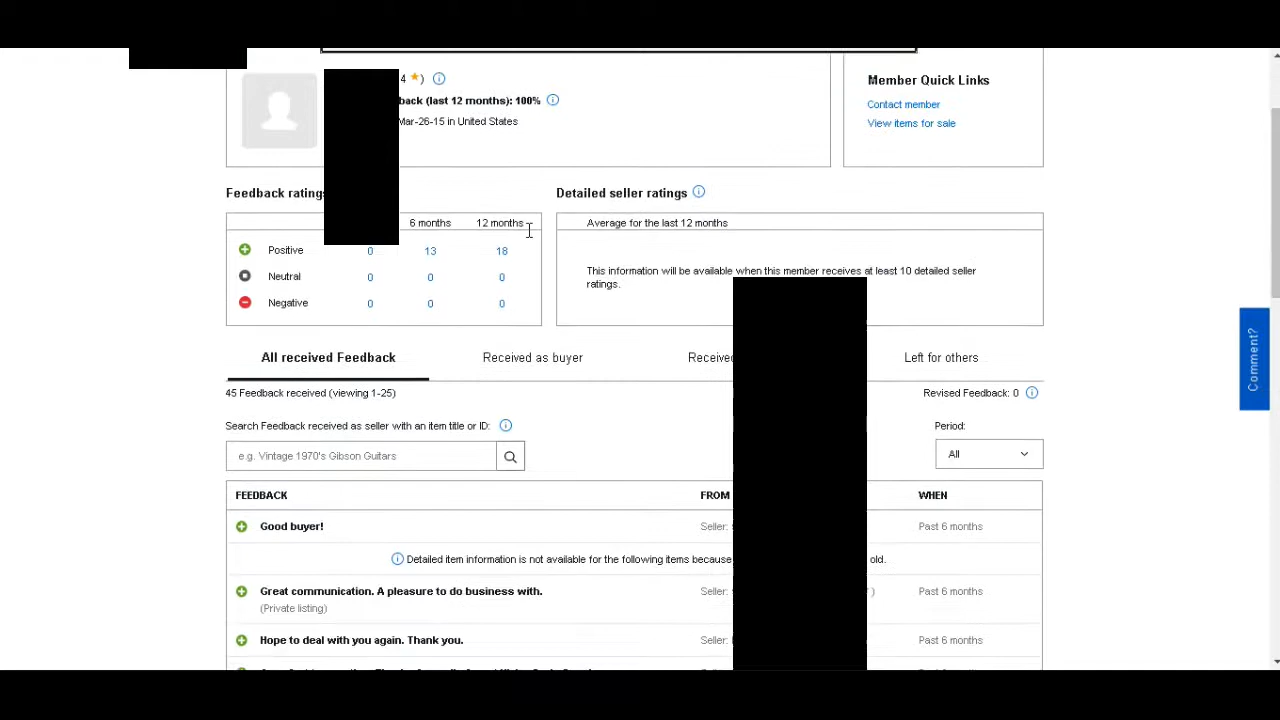 4 ★)
back (last 12 months): 100%
Mar-26-15 in United States
Member Quick Links
Contact member
View items for sale
Feedback ratings
6 months 12 months
Positive 0 13 18
Neutral 0 0 0
Negative 0 0 0
Detailed seller ratings
Average for the last 12 months
This information will be available when this member receives at least 10 detailed seller
ratings.
Comment?
All received Feedback Received as buyer Received Left for others
45 Feedback received (viewing 1-25)
Revised Feedback: 0
Search Feedback received as seller with an item title or ID:
Period:
e.g. Vintage 1970's Gibson Guitars
All
FEEDBACK FROM WHEN
Good buyer! Seller: Past 6 months
Detailed item information is not available for the following items because old.
Great communication. A pleasure to do business with. Seller: ) Past 6 months
(Private listing)
Hope to deal with you again. Thank you. Seller: Past 6 months